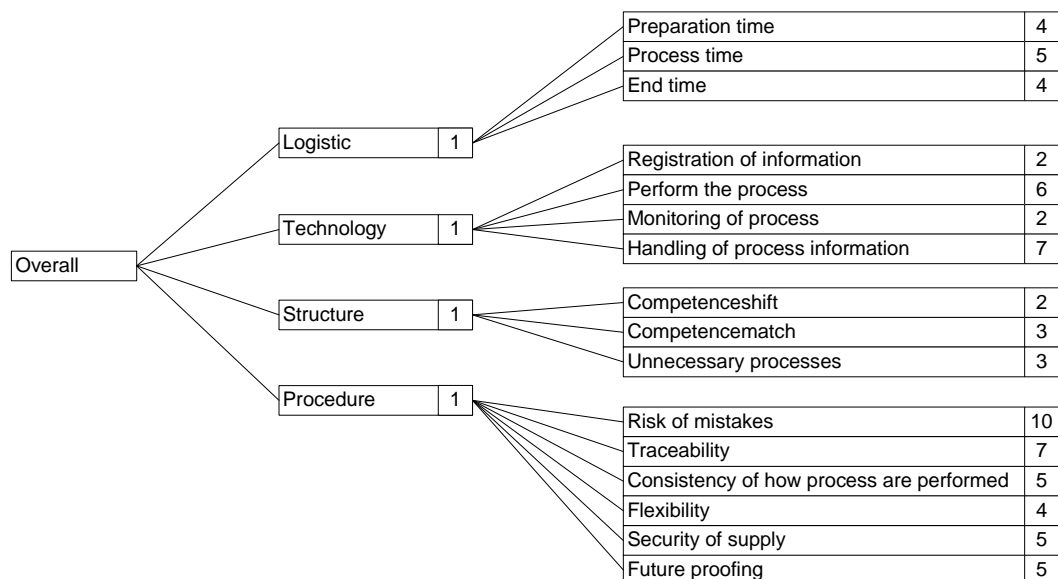 Overall
Logistic 1
Technology 1
Structure 1
Procedure 1
Preparation time 4
Process time 5
End time 4
Registration of information 2
Perform the process 6
Monitoring of process 2
Handling of process information 7
Competenceshift 2
Competencematch 3
Unnecessary processes 3
Risk of mistakes 10
Traceability 7
Consistency of how process are performed 5
Flexibility 4
Security of supply 5
Future proofing 5